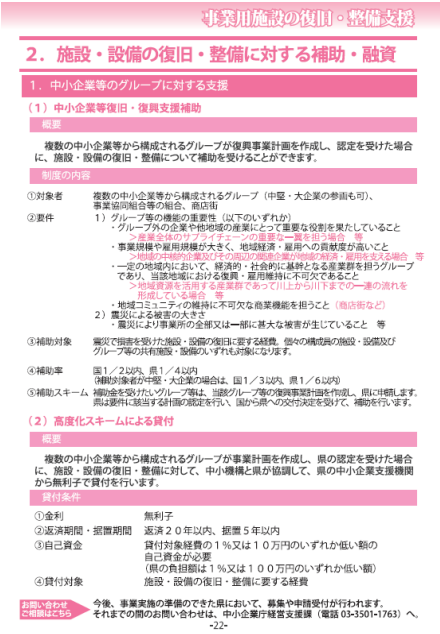 事業用施設の復旧・整備支援
２．施設・設備の復旧・整備に対する補助・融資
１．中小企業等のグループに対する支援
（１）中小企業等復旧・復興支援補助
概要
複数の中小企業等から構成されるグループが復興事業計画を作成し、認定を受けた場合
に、施設・設備の復旧・整備について補助を受けることができます。
制度の内容
①対象者　複数の中小企業等から構成されるグループ（中堅・大企業の参画も可）、
事業協同組合等の組合、商店街
②要件　１）グループ等の機能の重要性（以下のいずれか）
・グループ外の企業や他地域の産業にとって重要な役割を果たしていること
＞産業全体のサプライチェーンの重要な一翼を担う場合　等
・事業規模や雇用規模が大きく、地域経済・雇用への貢献度が高いこと
＞地域の中核的企業及びその周辺の関連企業が地域の経済・雇用を支える場合　等
・一定の地域内において、経済的・社会的に基幹となる産業群を担うグループ
であり、当該地域における復興・雇用維持に不可欠であること
＞地域資源を活用する産業群であって川上から川下までの一連の流れを
形成している場合　等
・地域コミュニティの維持に不可欠な商業機能を担うこと（商店街など）
２）震災による被害の大きさ
・震災により事業所の全部又は一部に甚大な被害が生じていること　等
③補助対象　震災で損害を受けた施設・設備の復旧に要する経費。個々の構成員の施設・設備及び
グループ等の共有施設・設備のいずれも対象になります。
④補助率　国１／２以内、県１／４以内
（補助対象者が中堅・大企業の場合は、国１／３以内、県１／６以内）
⑤補助スキーム　補助金を受けたいグループ等は、当該グループ等の復興事業計画を作成し、県に申請します。
県は要件に該当する計画の認定を行い、国から県への交付決定を受けて、補助を行います。
（２）高度化スキームによる貸付
概要
複数の中小企業等から構成されるグループが事業計画を作成し、県の認定を受けた場合
に、施設・設備の復旧・整備に対して、中小機構と県が協調して、県の中小企業支援機関
から無利子で貸付を行います。
貸付条件
①金利　無利子
②返済期間・据置期間　返済２０年以内、据置５年以内
③自己資金　貸付対象経費の１％又は１０万円のいずれか低い額の
自己資金が必要
（県の負担額は１％又は１００万円のいずれか低い額）
④貸付対象　施設・設備の復旧・整備に要する経費
お問い合わせ
ご相談はこちら
今後、事業実施の準備のできた県において、募集や申請受付が行われます。
それまでの間のお問い合わせは、中小企業庁経営支援課（電話 03-3501-1763）へ。
-22-